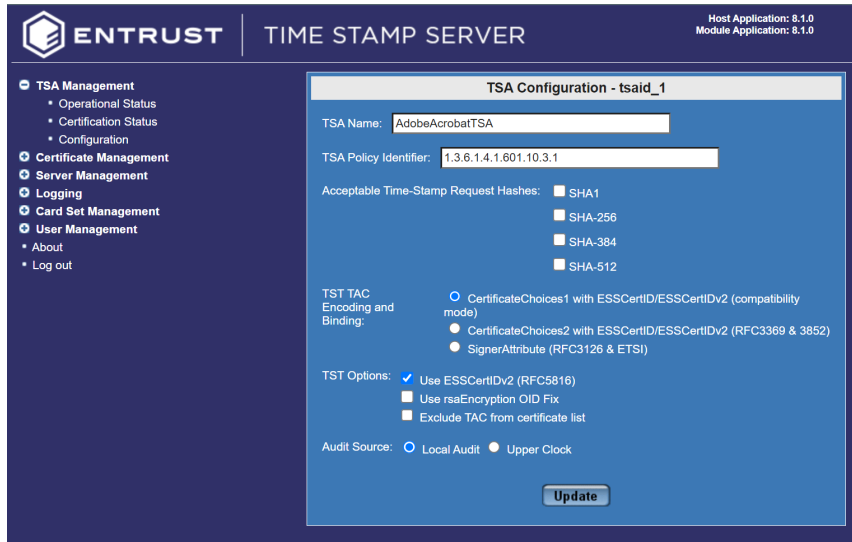 ENTRUST
TIME STAMP SERVER
Host Application: 8.1.0
Module Application: 8.1.0
TSA Management
Operational Status
Certification Status
Configuration
Certificate Management
Server Management
Logging
Card Set Management
User Management
About
Log out
TSA Configuration - tsaid_1
TSA Name: AdobeAcrobatTSA
TSA Policy Identifier: 1.3.6.1.4.1.601.10.3.1
Acceptable Time-Stamp Request Hashes: SHA1
SHA-256
SHA-384
SHA-512
TST TAC
Encoding and
Binding:
CertificateChoices1 with ESSCertID/ESSCertIDv2 (compatibility
mode)
CertificateChoices2 with ESSCertID/ESSCertIDv2 (RFC3369 & 3852)
SignerAttribute (RFC3126 & ETSI)
TST Options: Use ESSCertIDv2 (RFC5816)
Use rsaEncryption OID Fix
Exclude TAC from certificate list
Audit Source: Local Audit Upper Clock
Update